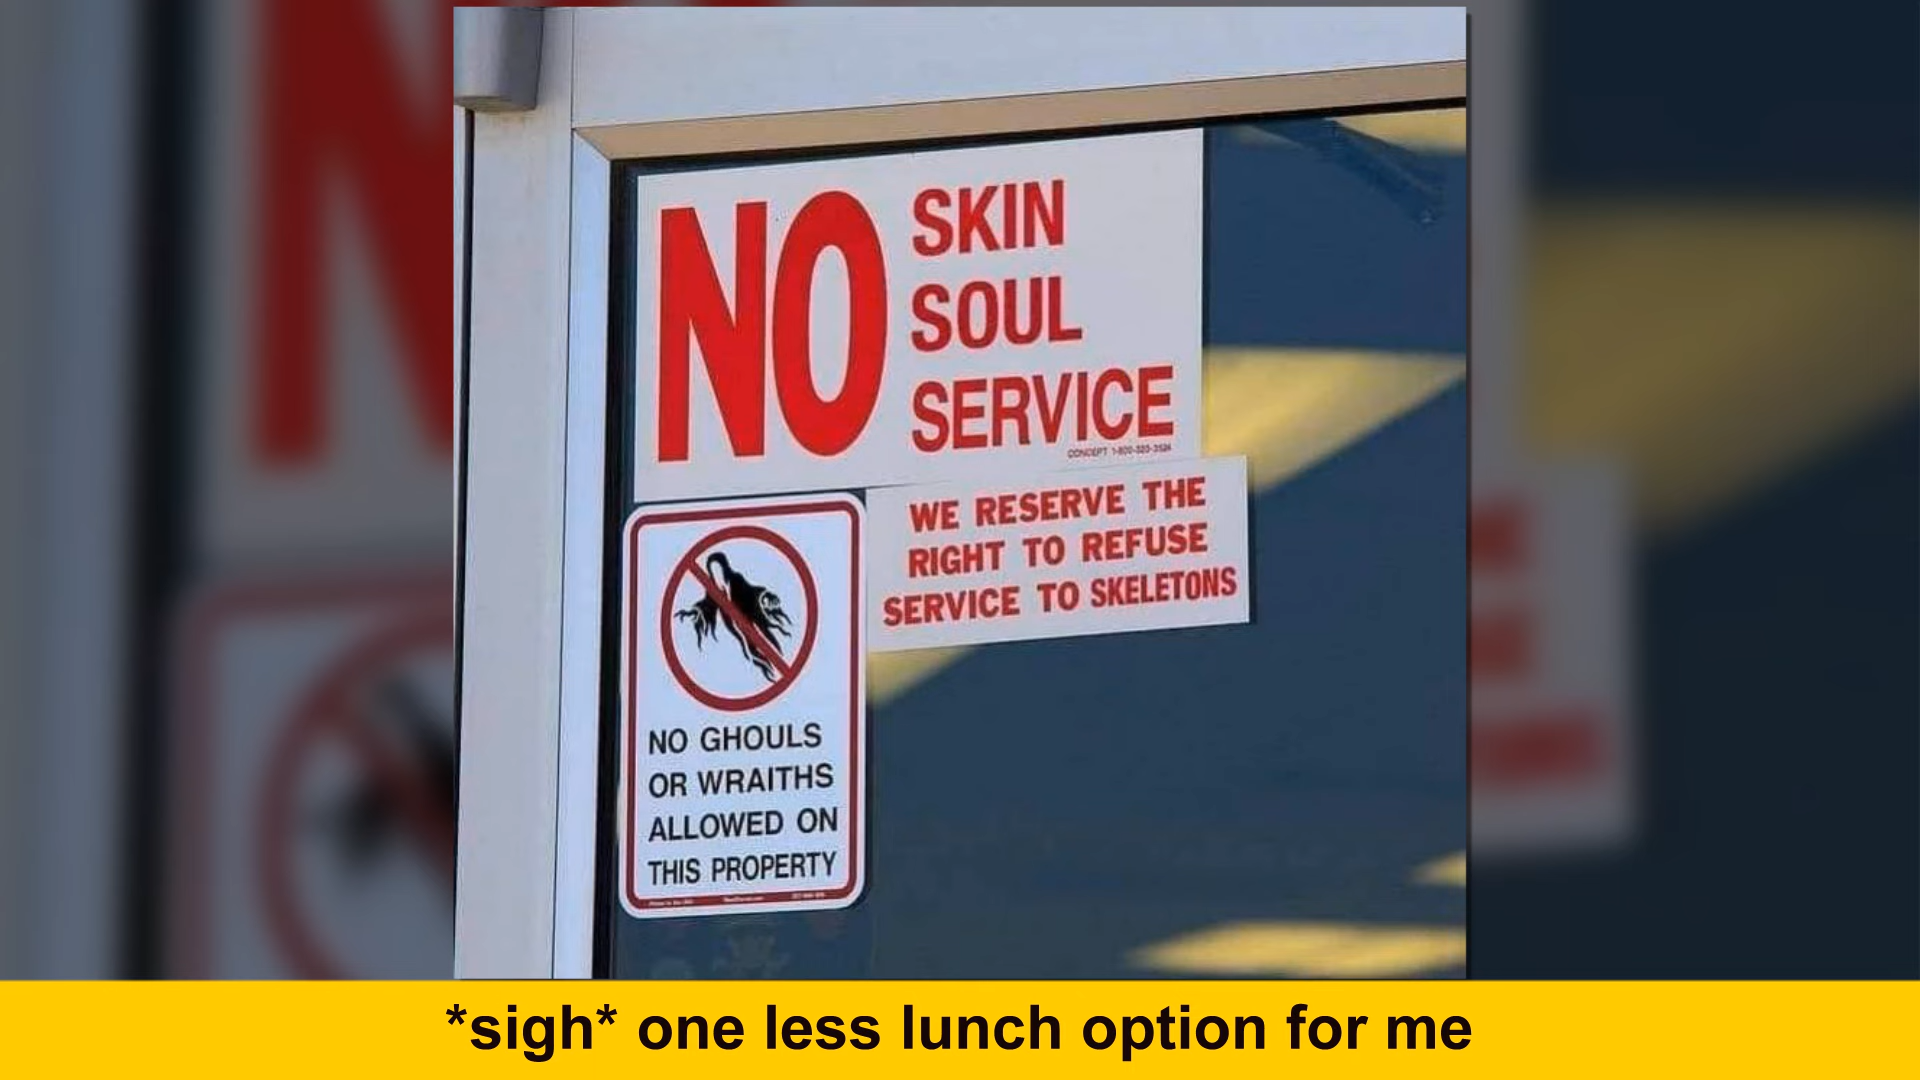 NO
SKIN
SOUL
SERVICE
WE RESERVE THE
RIGHT TO REFUSE
SERVICE TO SKELETONS
NO GHOULS
OR WRAITHS
ALLOWED ON
THIS PROPERTY
*sigh* one less lunch option for me